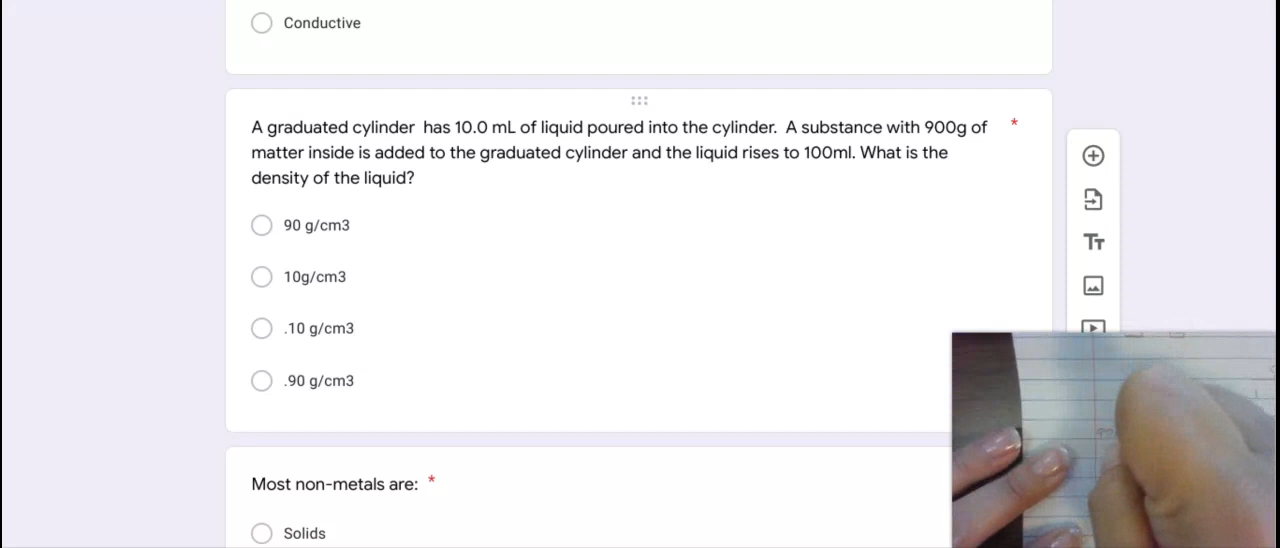 Conductive
A graduated cylinder has 10.0 mL of liquid poured into the cylinder. A substance with 900g of *
matter inside is added to the graduated cylinder and the liquid rises to 100ml. What is the
density of the liquid?
90 g/cm3
10g/cm3
.10 g/cm3
.90 g/cm3
Most non-metals are: *
Solids
Tт